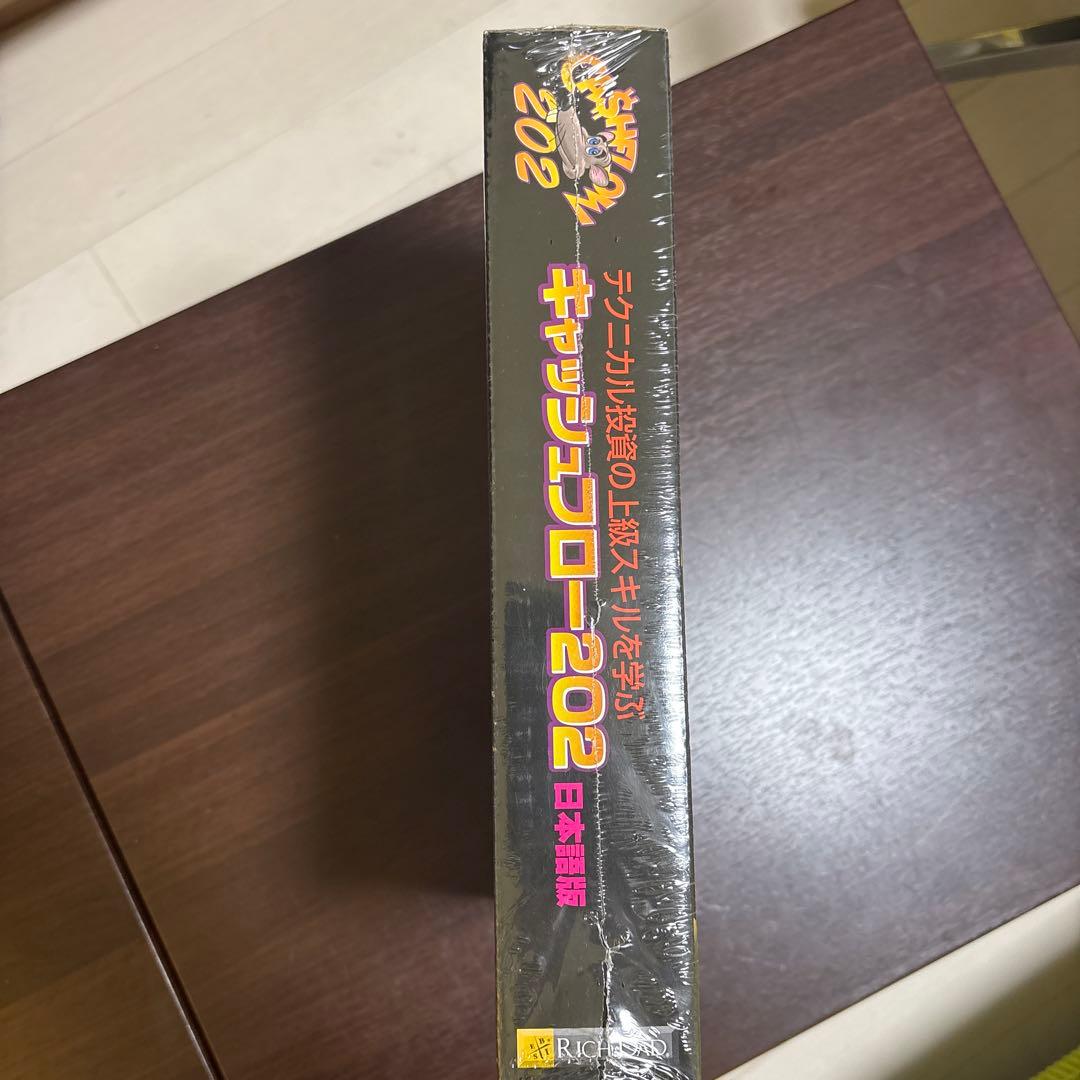 CASHFLOW
202
テクニカル投資の上級スキルを学ぶ
キャッシュフロー202
日本語版
E B
S I
RICH DAD